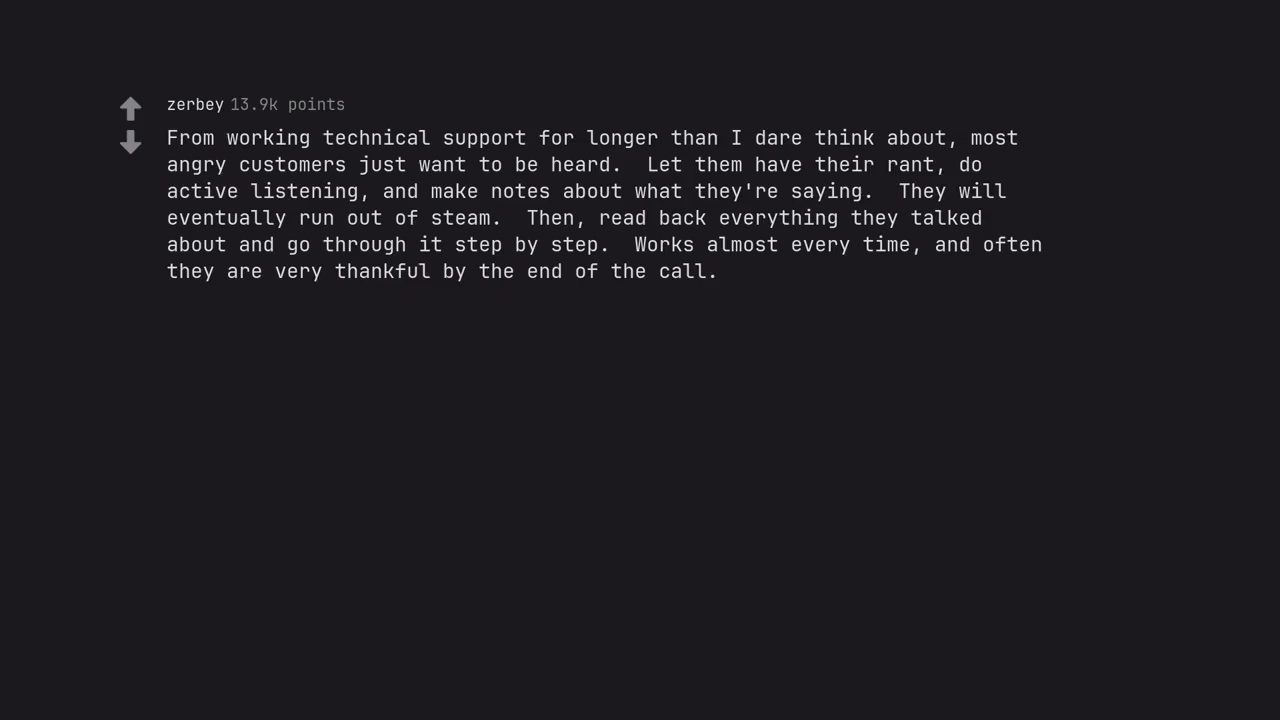 zerbey 13.9k points
From working technical support for longer than I dare think about, most
angry customers just want to be heard.  Let them have their rant, do
active listening, and make notes about what they're saying.  They will
eventually run out of steam.  Then, read back everything they talked
about and go through it step by step.  Works almost every time, and often
they are very thankful by the end of the call.